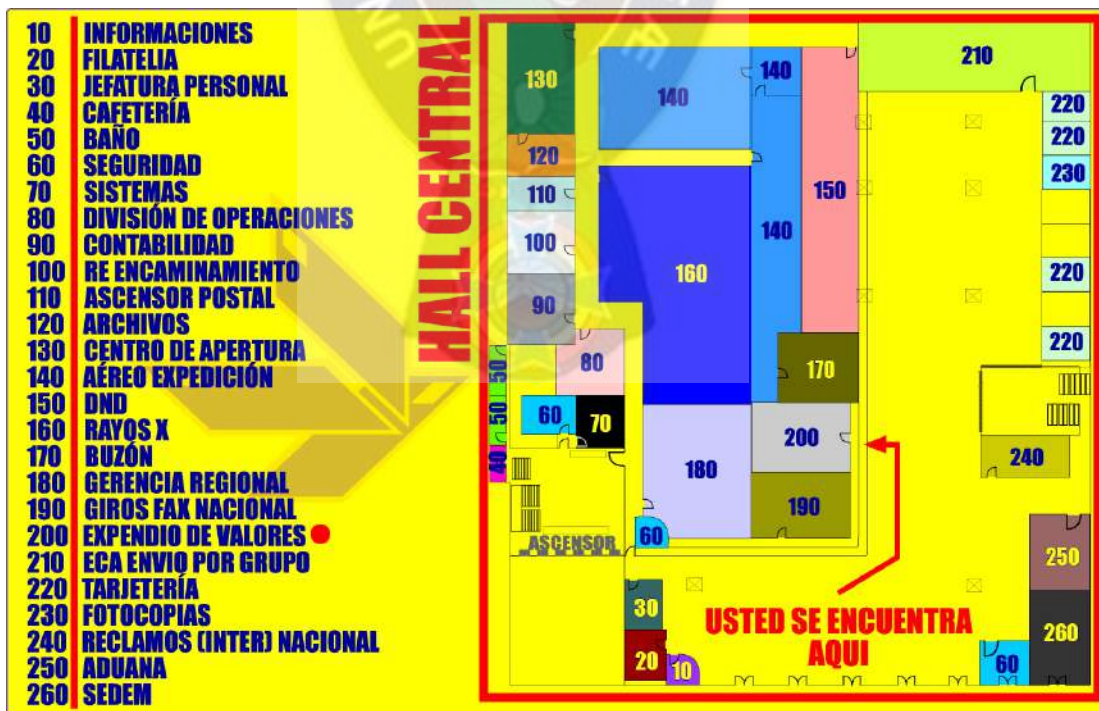 10 INFORMACIONES
20 FILATELIA
30 JEFATURA PERSONAL
40 CAFETERÍA
50 BAÑO
60 SEGURIDAD
70 SISTEMAS
80 DIVISIÓN DE OPERACIONES
90 CONTABILIDAD
100 RE ENCAMINAMIENTO
110 ASCENSOR POSTAL
120 ARCHIVOS
130 CENTRO DE APERTURA
140 AÉREO EXPEDICIÓN
150 DND
160 RAYOS X
170 BUZÓN
180 GERENCIA REGIONAL
190 GIROS FAX NACIONAL
200 EXPENDIO DE VALORES
210 ECA ENVIO POR GRUPO
220 TARJETERÍA
230 FOTOCOPIAS
240 RECLAMOS (INTER) NACIONAL
250 ADUANA
260 SEDEM
HALL CENTRAL
130
120
110
100
90
80
50
50
60
70
40
140
140
140
150
160
170
180
200
190
60
ASCENSOR
30
20
10
210
220
220
230
220
220
240
250
260
60
USTED SE ENCUENTRA
AQUI